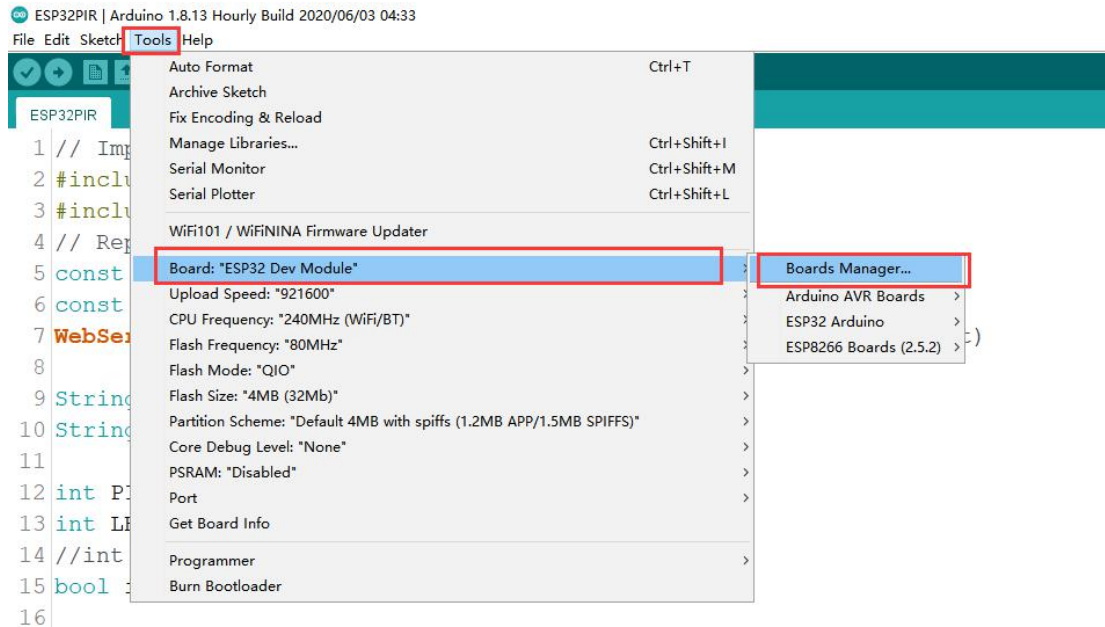 ESP32PIR | Arduino 1.8.13 Hourly Build 2020/06/03 04:33
File Edit Sketch Tools Help
ESP32PIR
Auto Format Ctrl+T
Archive Sketch
Fix Encoding & Reload
Manage Libraries... Ctrl+Shift+I
Serial Monitor Ctrl+Shift+M
Serial Plotter Ctrl+Shift+L
WiFi101 / WiFiNINA Firmware Updater
Board: "ESP32 Dev Module"
Upload Speed: "921600"
CPU Frequency: "240MHz (WiFi/BT)"
Flash Frequency: "80MHz"
Flash Mode: "QIO"
Flash Size: "4MB (32Mb)"
Partition Scheme: "Default 4MB with spiffs (1.2MB APP/1.5MB SPIFFS)"
Core Debug Level: "None"
PSRAM: "Disabled"
Port
Get Board Info
Programmer
Burn Bootloader
Boards Manager...
Arduino AVR Boards
ESP32 Arduino
ESP8266 Boards (2.5.2)
1 // Imp
2 #inclu
3 #inclu
4 // Rep
5 const
6 const
7 WebSer )
8
9 String
10 String
11
12 int PI
13 int LE
14 //int
15 bool
16